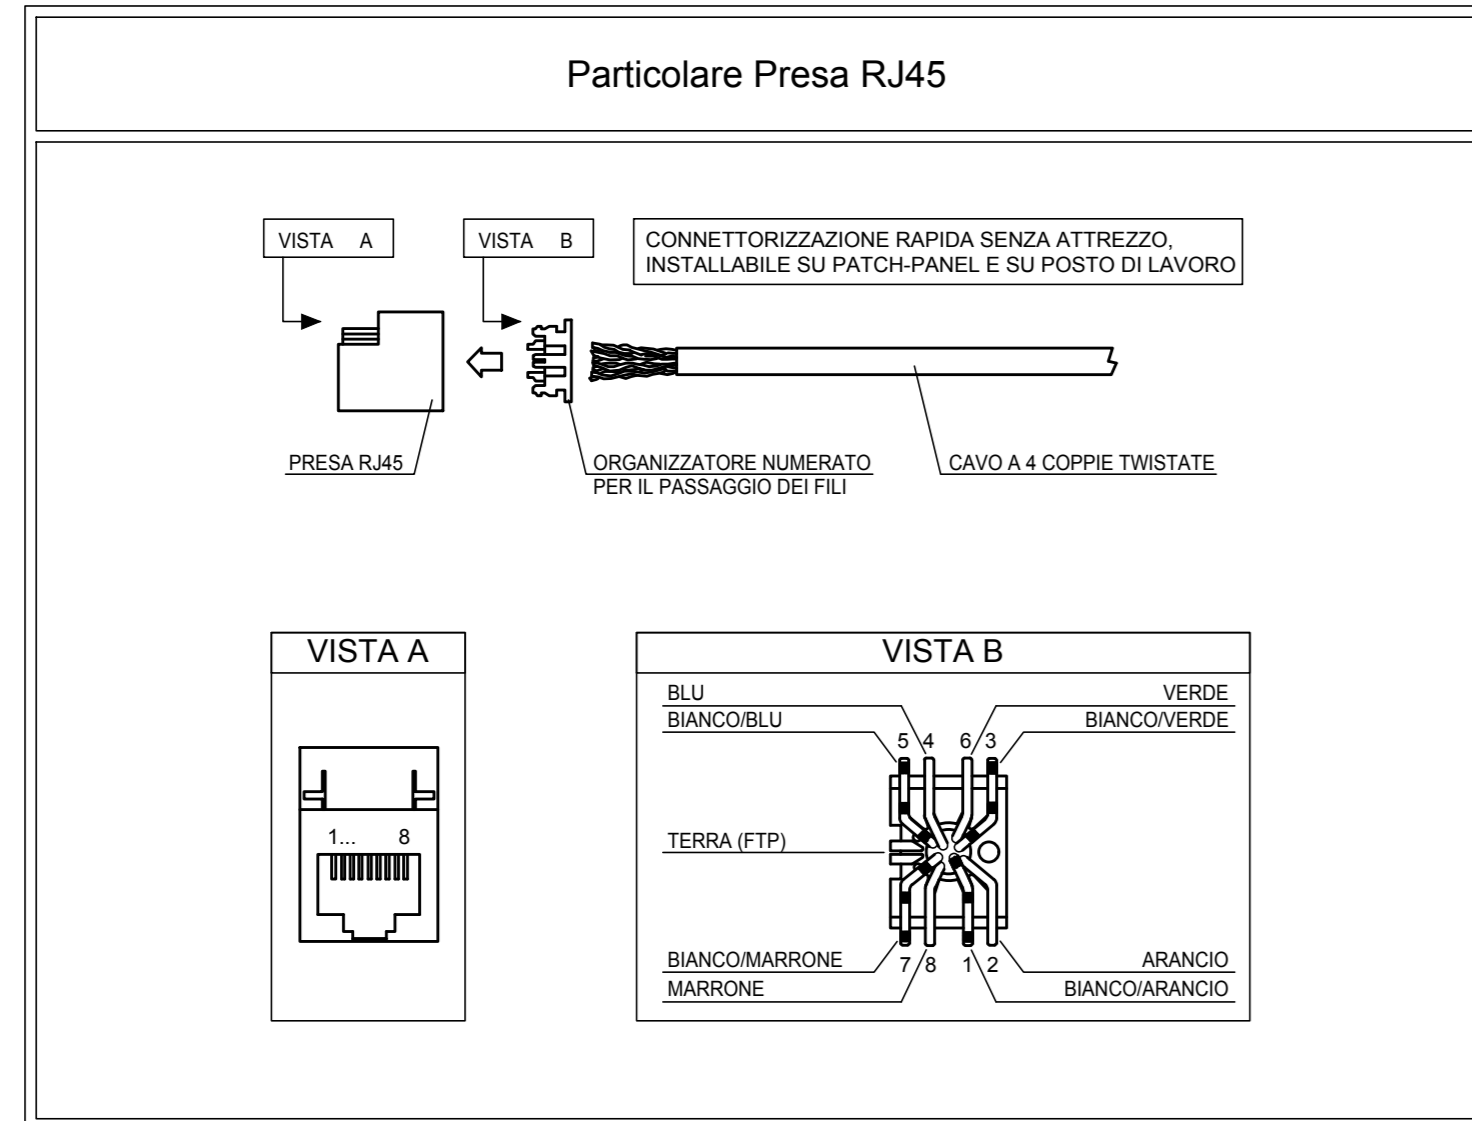 Particolare Presa RJ45
VISTA A
VISTA B
CONNETTORIZZAZIONE RAPIDA SENZA ATTREZZO,
INSTALLABILE SU PATCH-PANEL E SU POSTO DI LAVORO
PRESA RJ45
ORGANIZZATORE NUMERATO
PER IL PASSAGGIO DEI FILI
CAVO A 4 COPPIE TWISTATE
VISTA A
1... 8
VISTA B
BLU
VERDE
BIANCO/BLU
BIANCO/VERDE
5 4 6 3
TERRA (FTP)
BIANCO/MARRONE
7 8 1 2
ARANCIO
MARRONE
BIANCO/ARANCIO